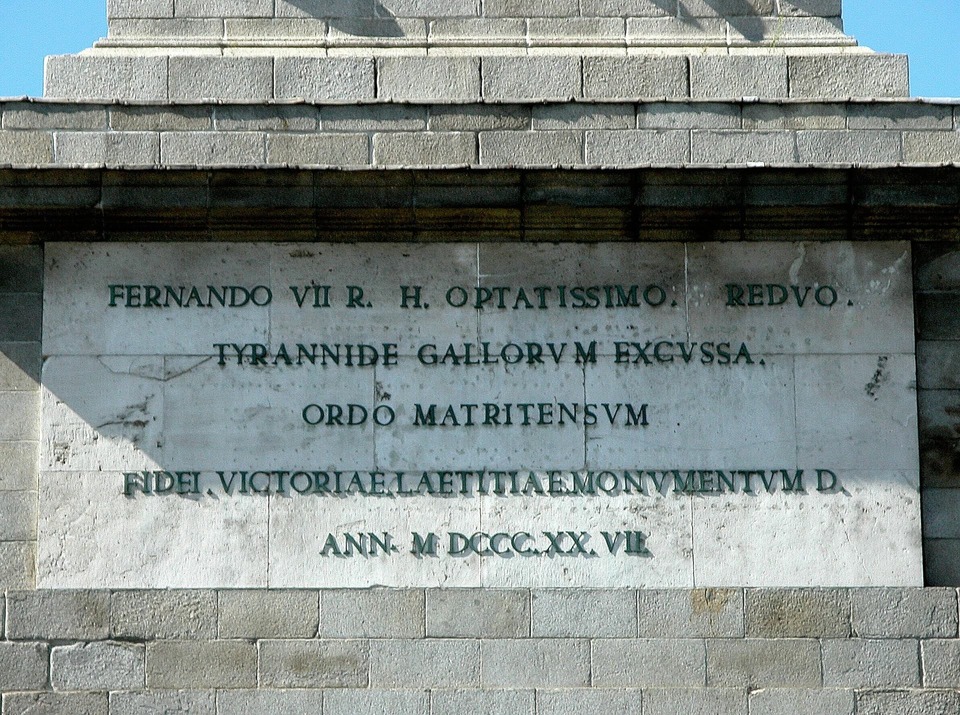 FERNANDO VII R. H. OPTATISSIMO. REDVO.
TYRANNIDE GALLORVM EXCVSSA.
ORDO MATRITENSVM
FIDEI.VICTORIAE.LAETITIAE.MONVMENTVM D.
ANN. M DCCC.XX.VII.